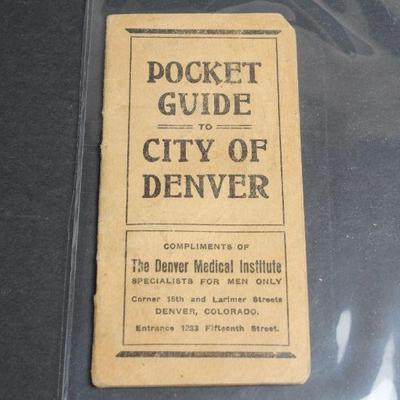 POCKET
GUIDE
TO
CITY OF
DENVER
COMPLIMENTS OF
The Denver Medical Institute
SPECIALISTS FOR MEN ONLY
Corner 15th and Larimer Streets
DENVER, COLORADO.
Entrance 1233 Fifteenth Street.